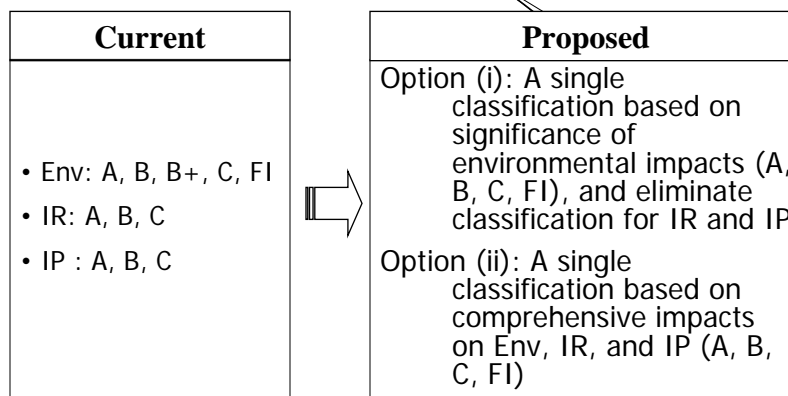 Current
• Env: A, B, B+, C, FI
• IR: A, B, C
• IP : A, B, C
Proposed
Option (i): A single
classification based on
significance of
environmental impacts (A,
B, C, FI), and eliminate
classification for IR and IP
Option (ii): A single
classification based on
comprehensive impacts
on Env, IR, and IP (A, B,
C, FI)